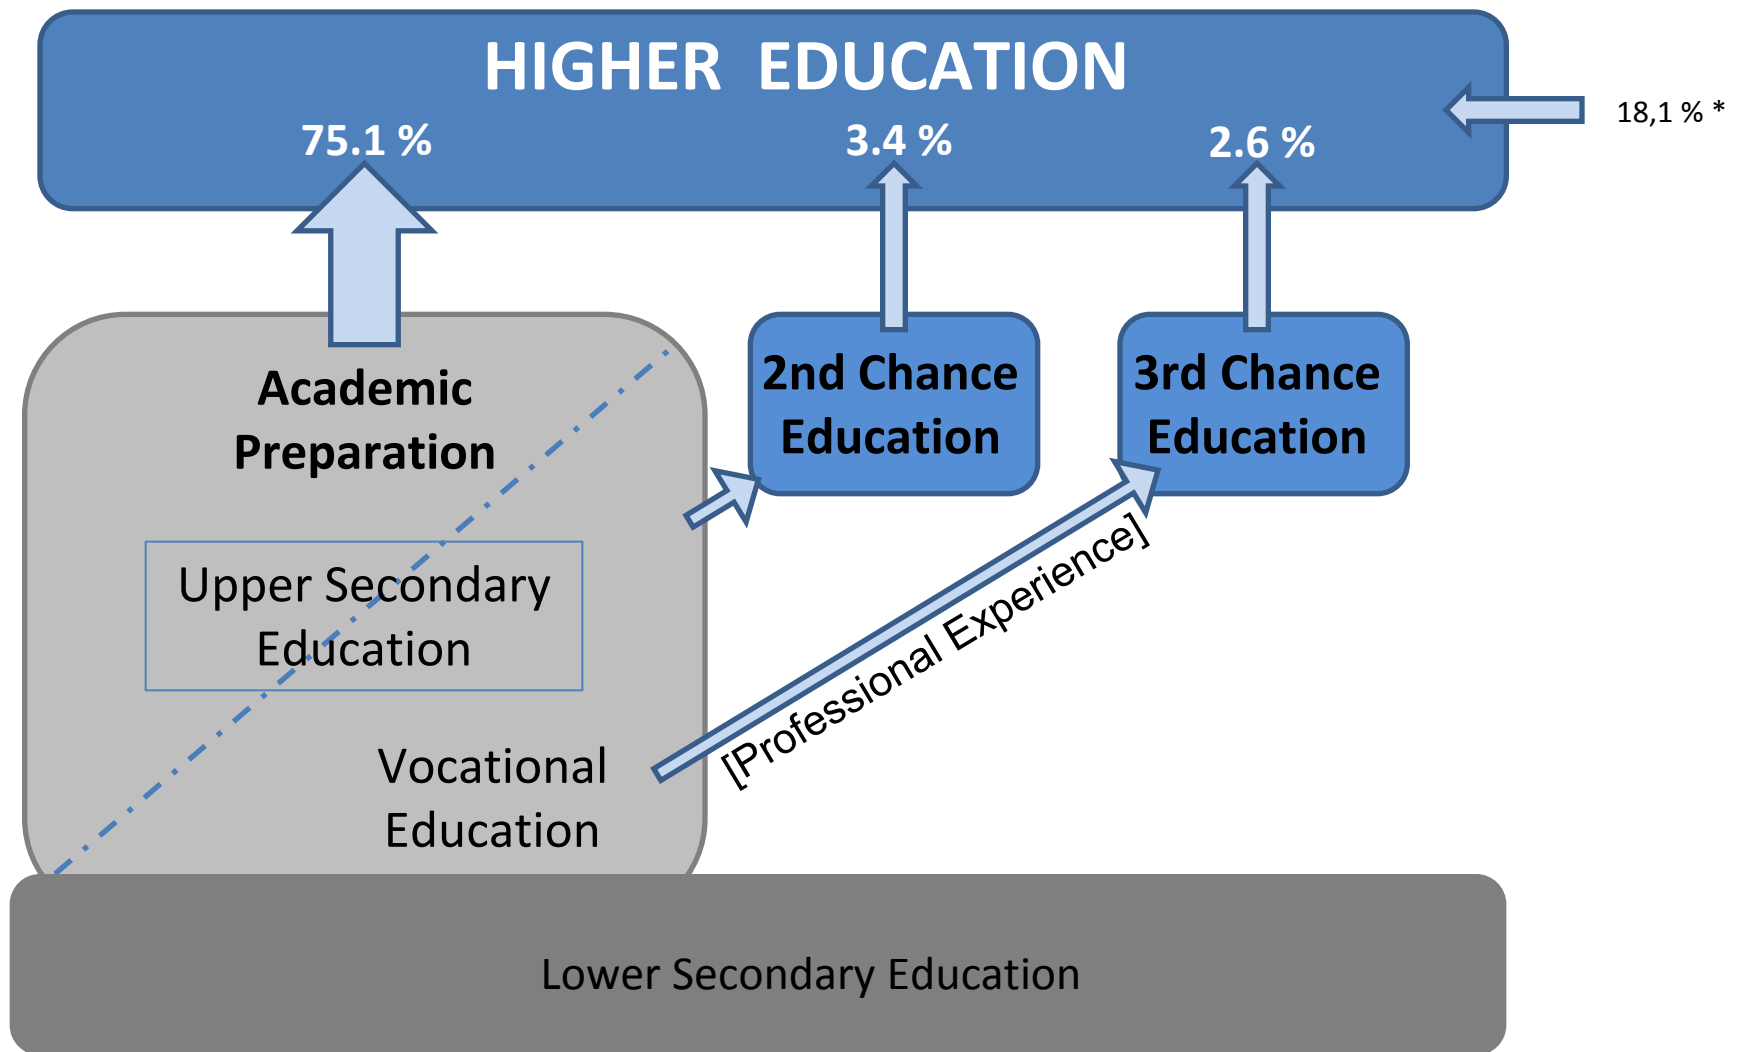 HIGHER EDUCATION
75.1 %
3.4 %
2.6 %
18,1 % *
Academic
Preparation
2nd Chance
Education
3rd Chance
Education
Upper Secondary
Education
[Professional Experience]
Vocational
Education
Lower Secondary Education